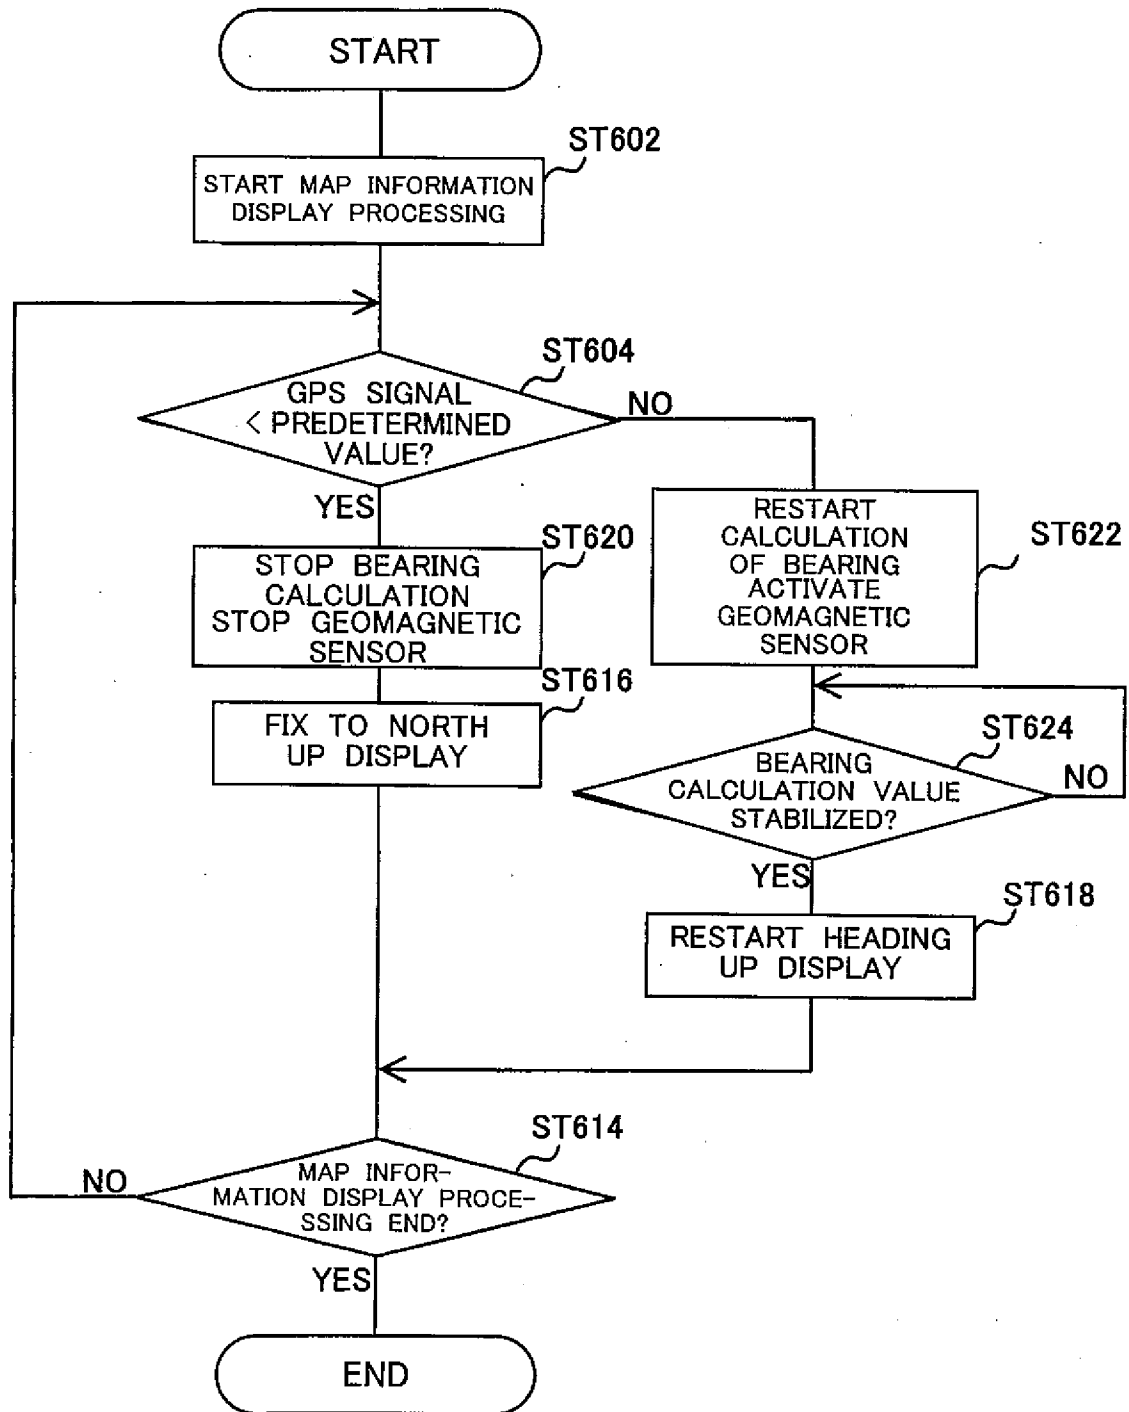 START
ST602
START MAP INFORMATION
DISPLAY PROCESSING
ST604
GPS SIGNAL
< PREDETERMINED
VALUE?
NO
YES
ST620
STOP BEARING
CALCULATION
STOP GEOMAGNETIC
SENSOR
ST622
RESTART
CALCULATION
OF BEARING
ACTIVATE
GEOMAGNETIC
SENSOR
ST616
FIX TO NORTH
UP DISPLAY
ST624
BEARING
CALCULATION VALUE
STABILIZED?
NO
YES
ST618
RESTART HEADING
UP DISPLAY
ST614
MAP INFOR-
MATION DISPLAY PROCE-
SSING END?
NO
YES
END